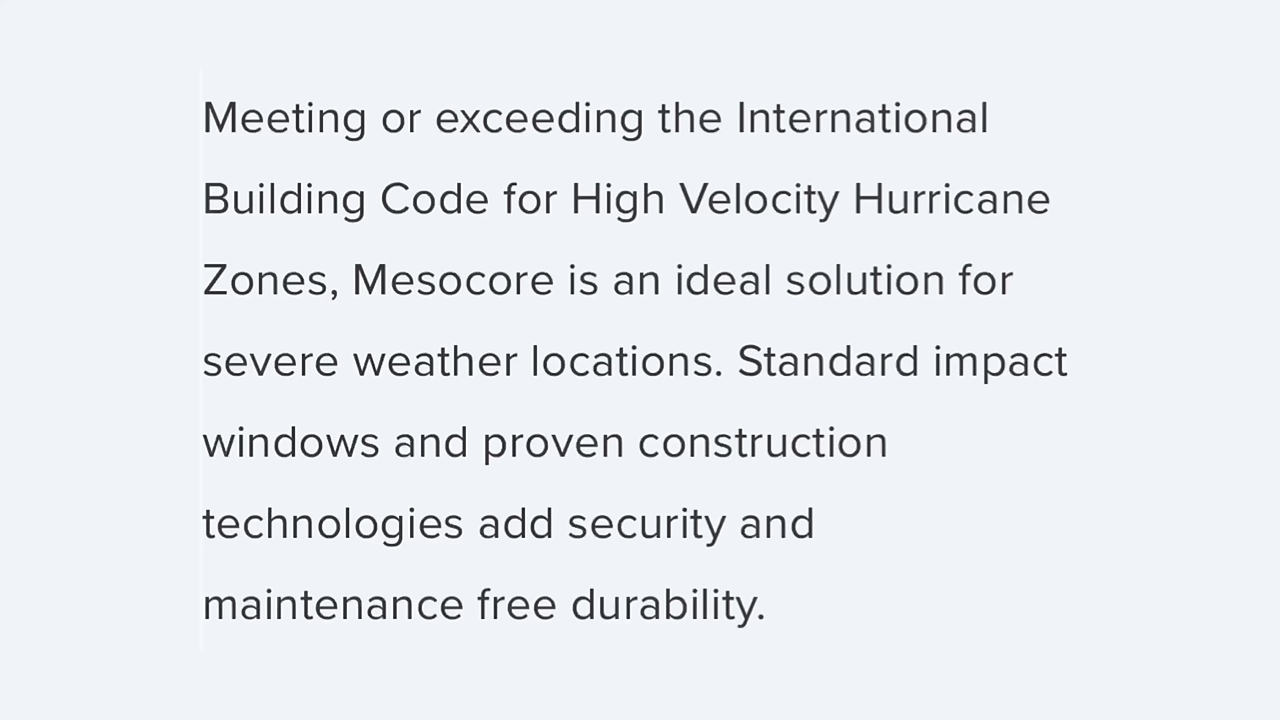 Meeting or exceeding the International
Building Code for High Velocity Hurricane
Zones, Mesocore is an ideal solution for
severe weather locations. Standard impact
windows and proven construction
technologies add security and
maintenance free durability.